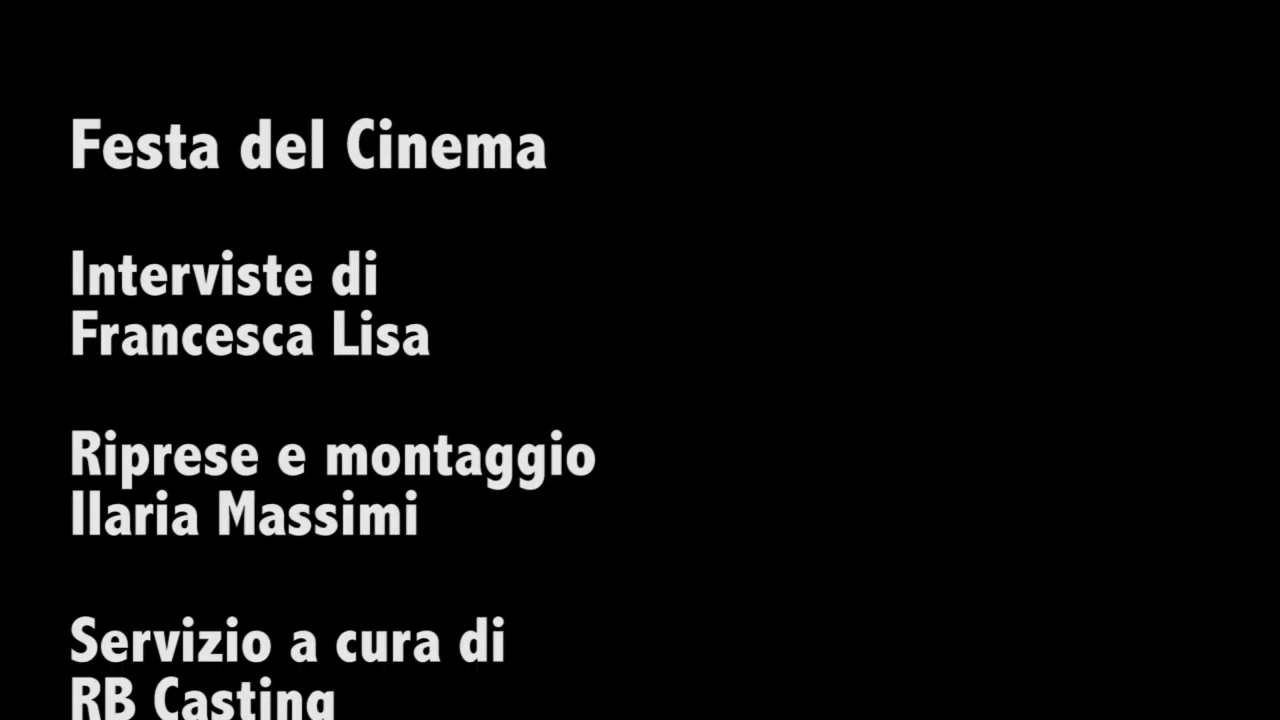 Festa del Cinema
Interviste di
Francesca Lisa
Riprese e montaggio
Ilaria Massimi
Servizio a cura di
RB Casting